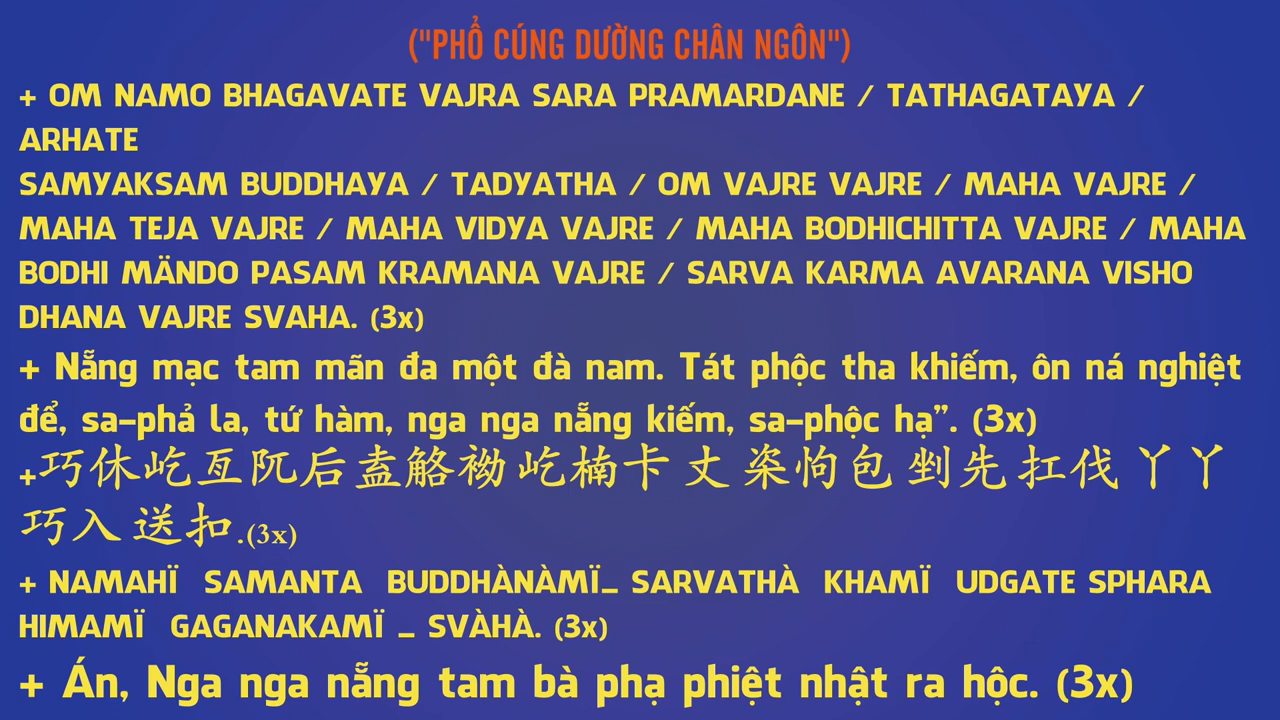 ("PHỔ CÚNG DƯỜNG CHÂN NGÔN")
+ OM NAMO BHAGAVATE VAJRA SARA PRAMARDANE / TATHAGATAYA /
ARHATE
SAMYAKSAM BUDDHAYA / TADYATHA / OM VAJRE VAJRE / MAHA VAJRE /
MAHA TEJA VAJRE / MAHA VIDYA VAJRE / MAHA BODHICHITTA VAJRE / MAHA
BODHI MÄNDO PASAM KRAMANA VAJRE / SARVA KARMA AVARANA VISHO
DHANA VAJRE SVAHA. (3x)
+ Nẵng mạc tam mãn đa một đà nam. Tát phộc tha khiếm, ôn ná nghiệt
để, sa-phả la, tứ hàm, nga nga nẵng kiếm, sa-phộc hạ”. (3x)
+巧休屹亙阢后盍觡袎屹楠卡丈栥怐包剉先扛伐丫丫
巧入送扣.(3x)
+ NAMAHÏ SAMANTA BUDDHÀNÀMÏ_ SARVATHÀ KHAMÏ UDGATE SPHARA
HIMAMÏ GAGANAKAMÏ _ SVÀHÀ. (3x)
+ Án, Nga nga nẵng tam bà phạ phiệt nhật ra hộc. (3x)